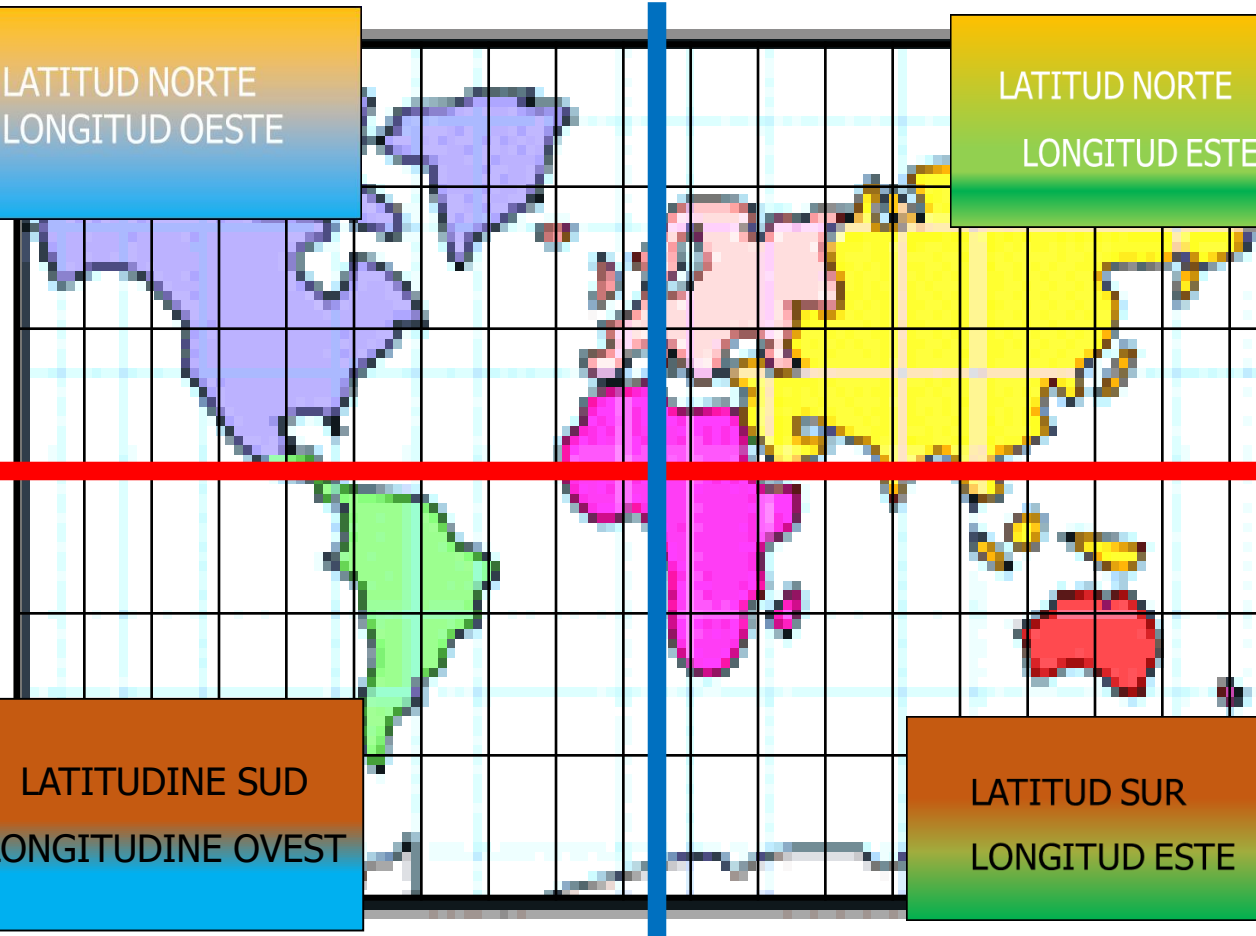 LATITUD NORTE
LONGITUD OESTE
LATITUD NORTE
LONGITUD ESTE
LATITUDINE SUD
ONGITUDINE OVEST
LATITUD SUR
LONGITUD ESTE